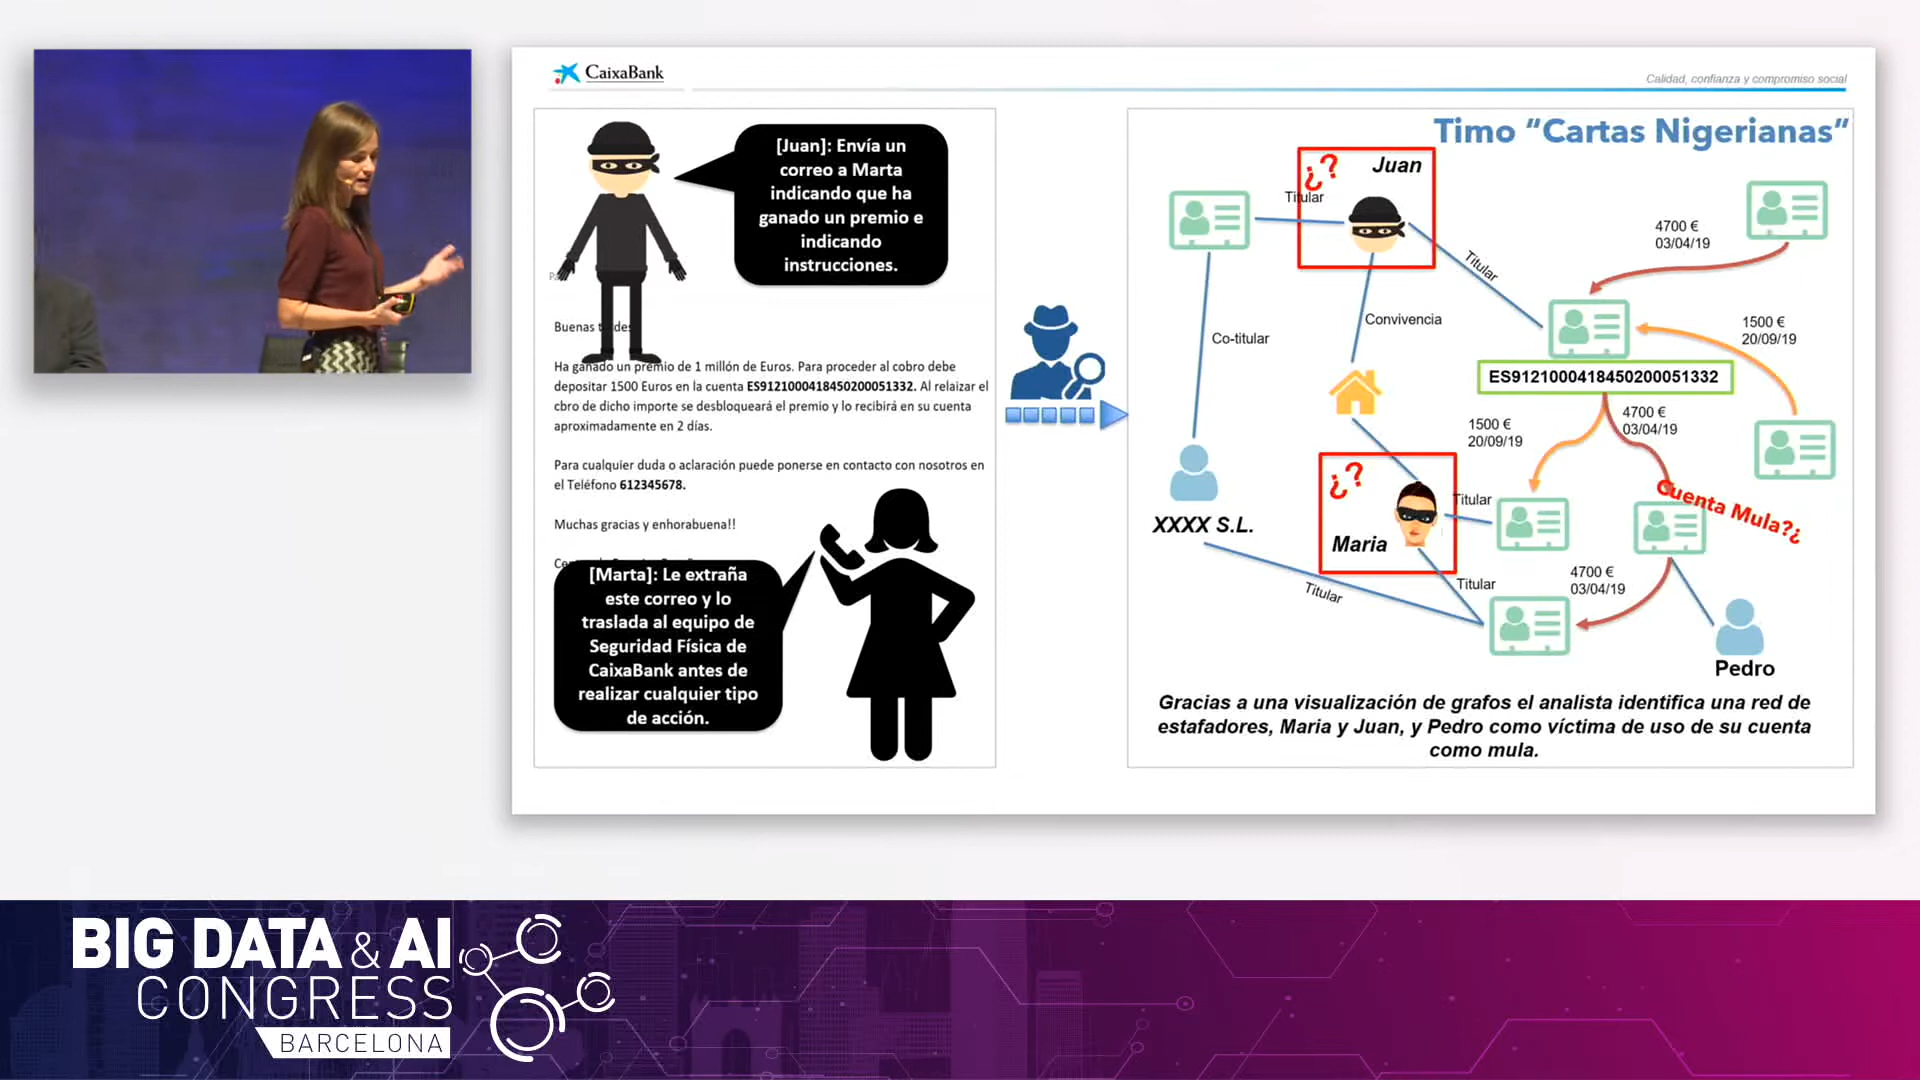 CaixaBank
Calidad, confianza y compromiso social
[Juan]: Envía un
correo a Marta
indicando que ha
ganado un premio e
indicando
instrucciones.
Buenas t des
Ha ganado un premio de 1 millón de Euros. Para proceder al cobro debe
depositar 1500 Euros en la cuenta ES9121000418450200051332. Al relaizar el
cbro de dicho importe se desbloqueará el premio y lo recibirá en su cuenta
aproximadamente en 2 días.
Para cualquier duda o aclaración puede ponerse en contacto con nosotros en
el Teléfono 612345678.
Muchas gracias y enhorabuena!!
[Marta]: Le extraña
este correo y lo
traslada al equipo de
Seguridad Física de
CaixaBank antes de
realizar cualquier tipo
de acción.
Timo "Cartas Nigerianas"
¿?
Juan
Titular
Titular
4700 €
03/04/19
Co-titular
Convivencia
1500 €
20/09/19
ES9121000418450200051332
1500 €
20/09/19
4700 €
03/04/19
¿?
Maria
Titular
Cuenta Mula?¿
XXXX S.L.
Titular
Titular
4700 €
03/04/19
Pedro
Gracias a una visualización de grafos el analista identifica una red de
estafadores, Maria y Juan, y Pedro como víctima de uso de su cuenta
como mula.
BIG DATA & AI
CONGRESS
BARCELONA